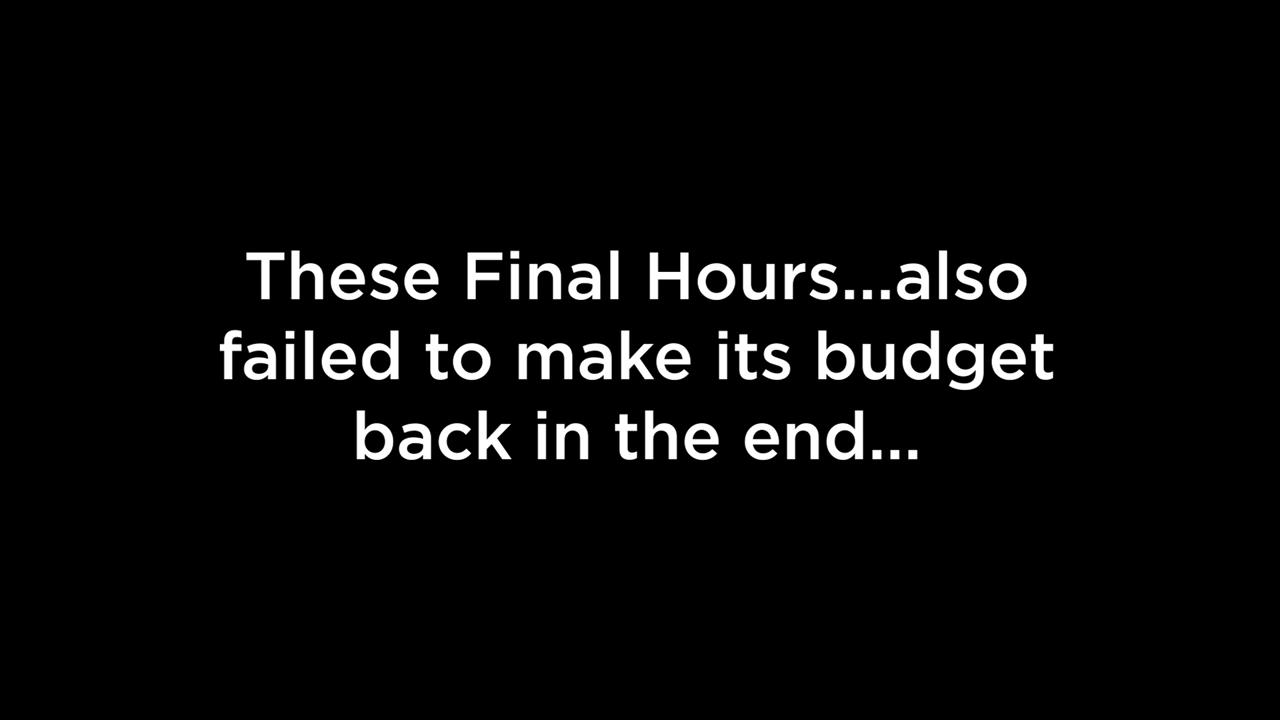 These Final Hours...also
failed to make its budget
back in the end...